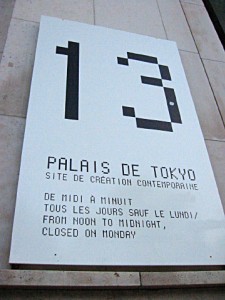 13
PALAIS DE TOKYO
SITE DE CRÉATION CONTEMPORAINE
DE MIDI A MINUIT
TOUS LES JOURS SAUF LE LUNDI/
FROM NOON TO MIDNIGHT,
CLOSED ON MONDAY